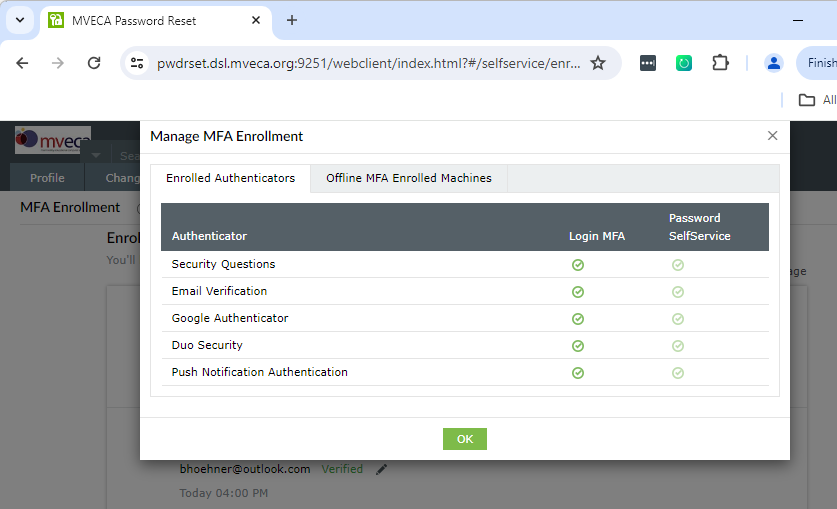 MVECA Password Reset
pwdrset.dsl.mveca.org:9251/webclient/index.html?#/selfservice/enr...
Finish
All
mveca
Sea
Profile
Chang
Manage MFA Enrollment
MFA Enrollment
Enrolled Authenticators
Offline MFA Enrolled Machines
Enrol
You'll
age
Authenticator
Login MFA
Password
SelfService
Security Questions
Email Verification
Google Authenticator
Duo Security
Push Notification Authentication
OK
bhoehner@outlook.com Verified
Today 04:00 PM